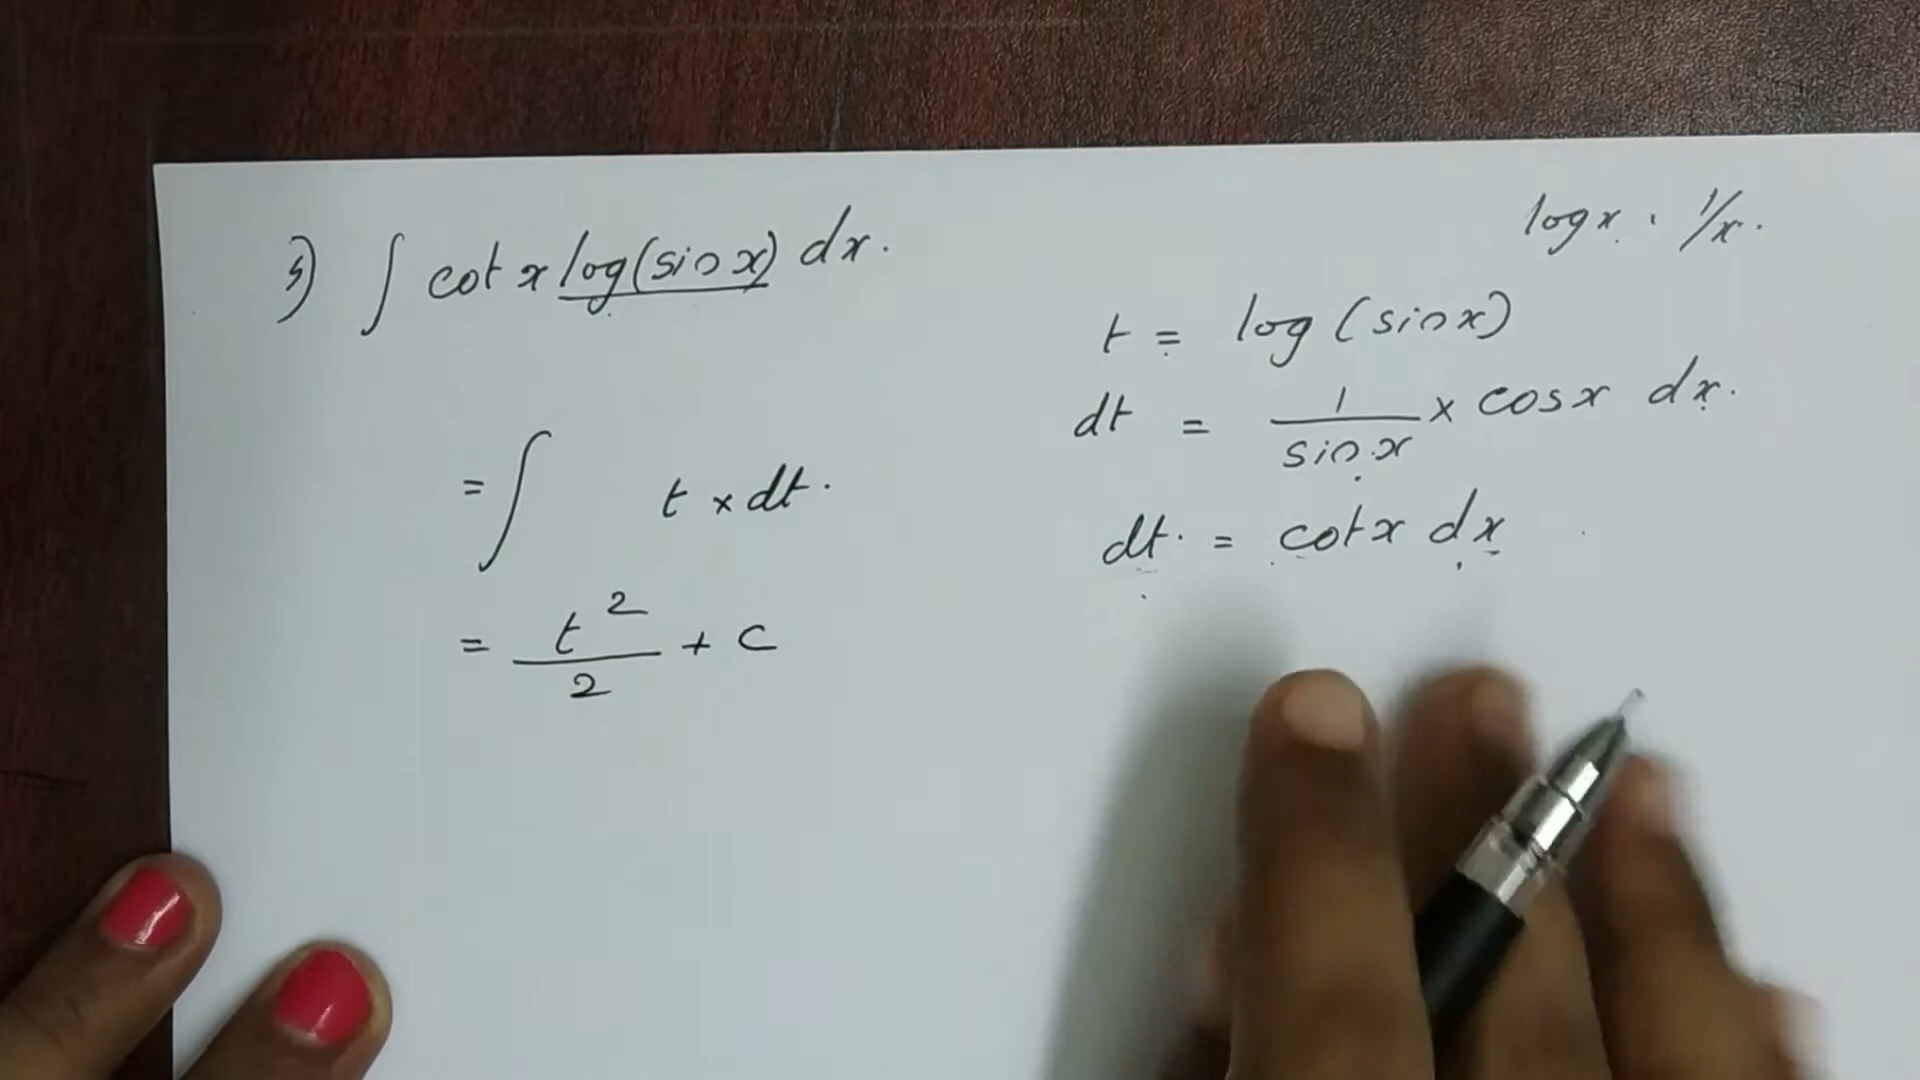 3) ∫ cot x log(sin x) dx.
= ∫ t × dt.
= t²/2 + c
log x . 1/x.
t = log (sin x)
dt = 1/sin x × cos x dx.
dt. = cot x dx